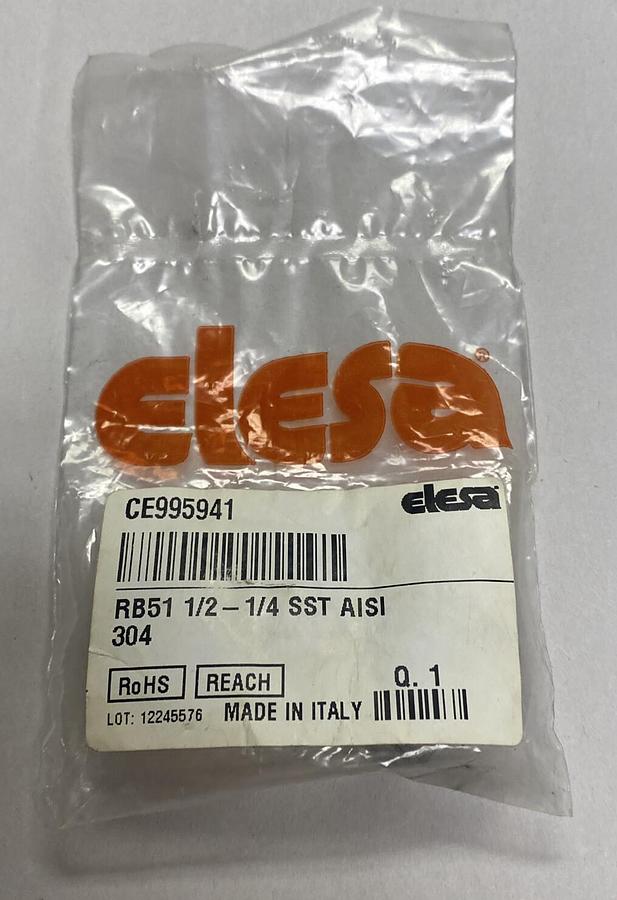 elesa®
CE995941
elesa
RB51 1/2-1/4 SST AISI
304
RoHS REACH Q. 1
LOT: 12245576 MADE IN ITALY